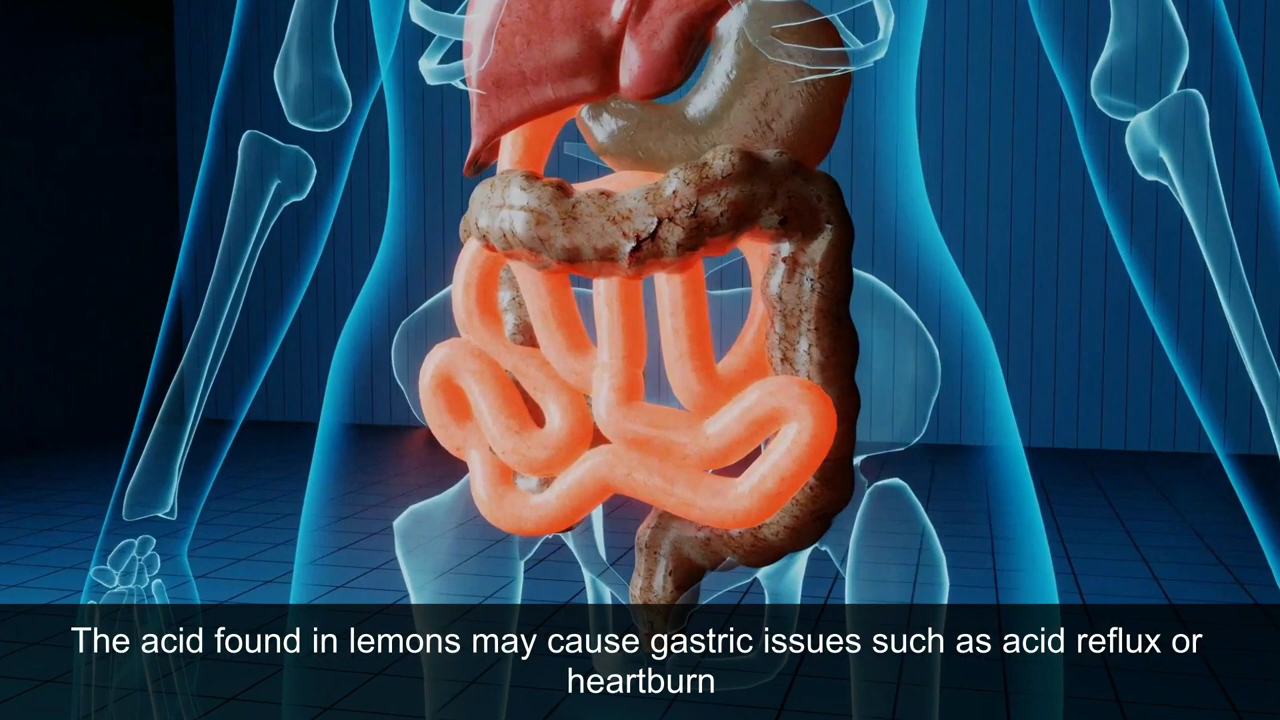 The acid found in lemons may cause gastric issues such as acid reflux or
heartburn